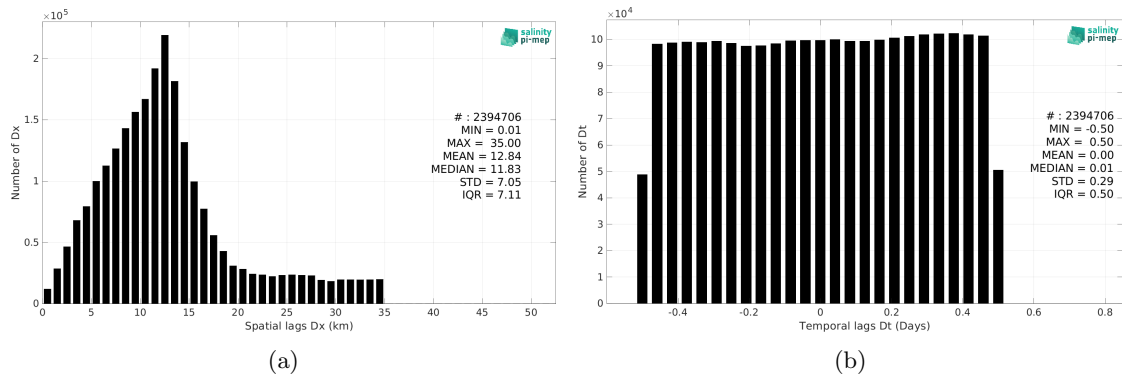 ×10⁵
salinity
pi-mep
2
1.5
1
0.5
0
Number of Dx
# : 2394706
MIN = 0.01
MAX = 35.00
MEAN = 12.84
MEDIAN = 11.83
STD = 7.05
IQR = 7.11
0 5 10 15 20 25 30 35 40 45 50
Spatial lags Dx (km)
(a)
×10⁴
salinity
pi-mep
10
9
8
7
6
5
4
3
2
1
0
Number of Dt
# : 2394706
MIN = -0.50
MAX = 0.50
MEAN = 0.00
MEDIAN = 0.01
STD = 0.29
IQR = 0.50
-0.4 -0.2 0 0.2 0.4 0.6 0.8
Temporal lags Dt (Days)
(b)